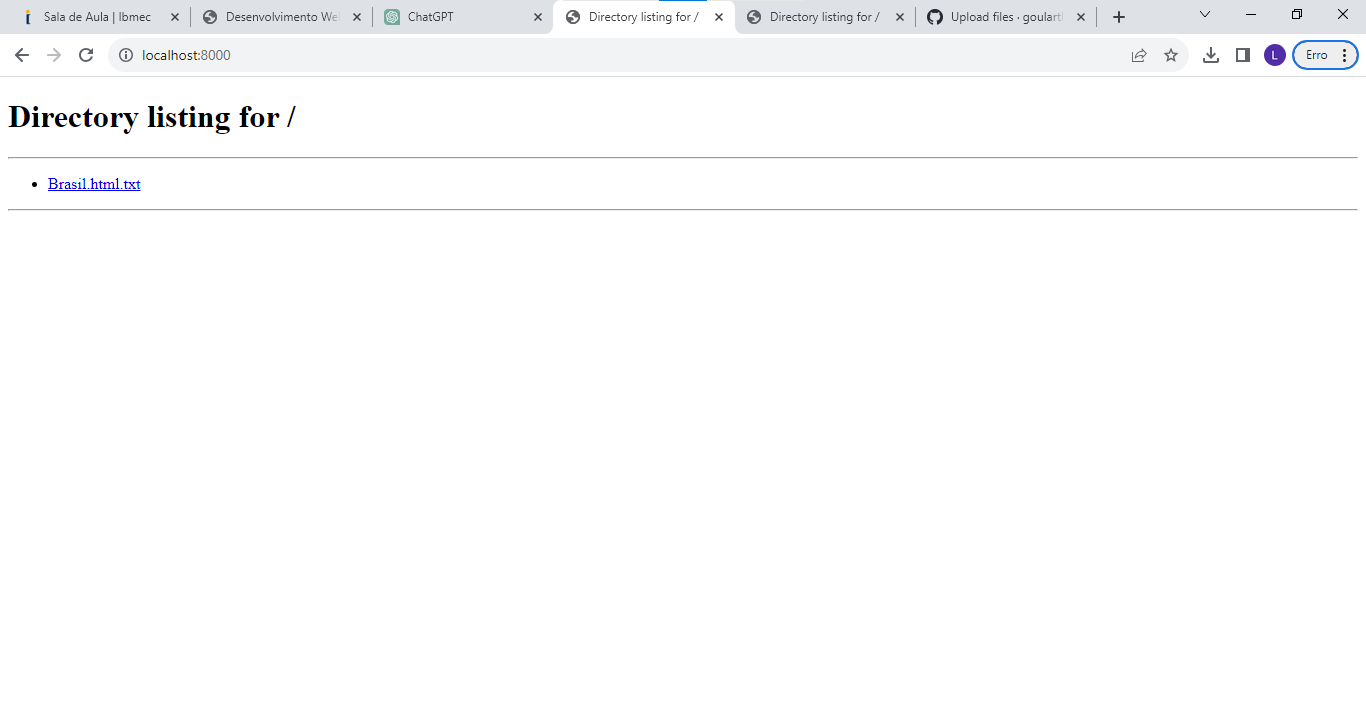 Sala de Aula | Ibmec
Desenvolvimento We
ChatGPT
Directory listing for /
Directory listing for /
Upload files · goulart
localhost:8000
L
Erro
Directory listing for /
Brasil.html.txt